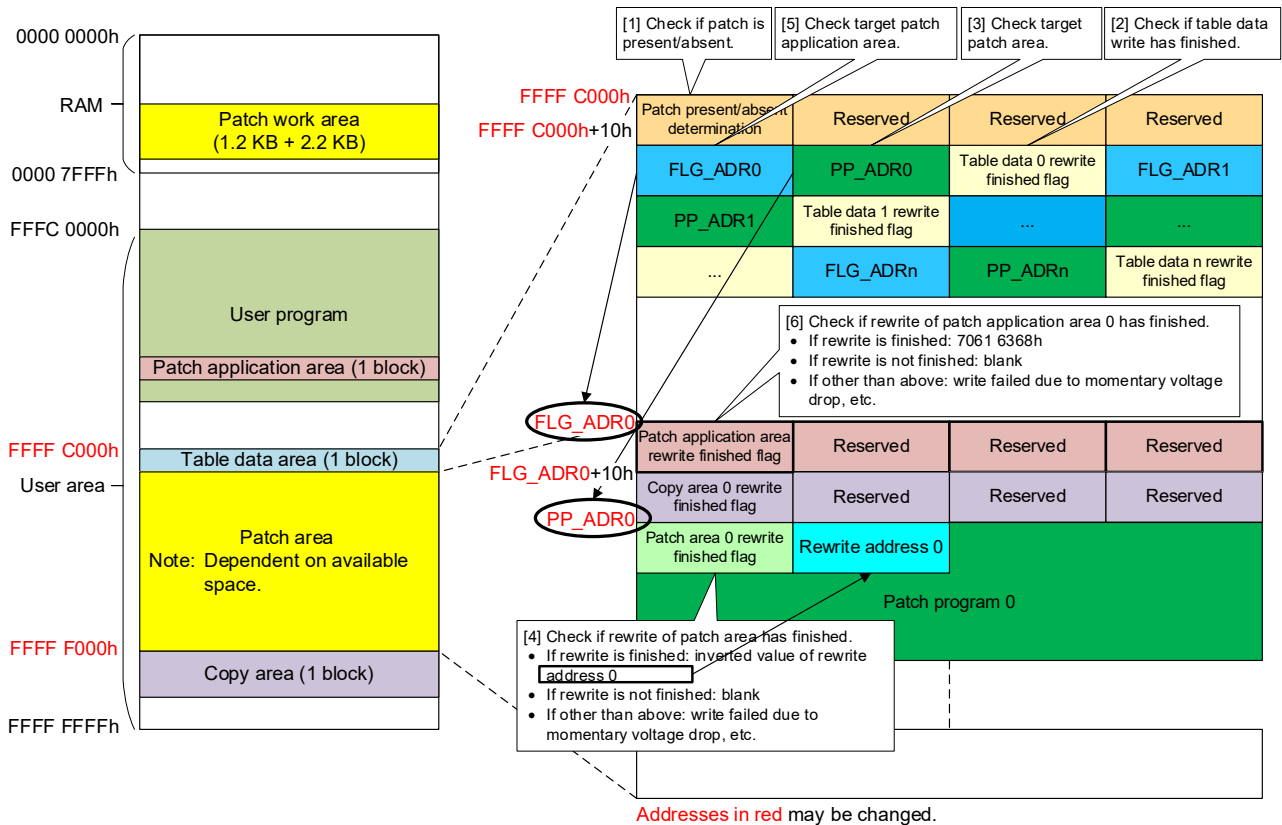 0000 0000h
RAM
Patch work area
(1.2 KB + 2.2 KB)
0000 7FFFh
FFFC 0000h
User program
Patch application area (1 block)
FFFF C000h
Table data area (1 block)
User area
Patch area
Note: Dependent on available
space.
FFFF F000h
Copy area (1 block)
FFFF FFFFh
[1] Check if patch is
present/absent.
[5] Check target patch
application area.
[3] Check target
patch area.
[2] Check if table data
write has finished.
FFFF C000h
FFFF C000h+10h
Patch present/absent
determination
Reserved
Reserved
Reserved
FLG_ADR0
PP_ADR0
Table data 0 rewrite
finished flag
FLG_ADR1
PP_ADR1
Table data 1 rewrite
finished flag
...
...
...
FLG_ADRn
PP_ADRn
Table data n rewrite
finished flag
[6] Check if rewrite of patch application area 0 has finished.
• If rewrite is finished: 7061 6368h
• If rewrite is not finished: blank
• If other than above: write failed due to momentary voltage
drop, etc.
FLG_ADR0
Patch application area
rewrite finished flag
Reserved
Reserved
Reserved
FLG_ADR0+10h
Copy area 0 rewrite
finished flag
Reserved
Reserved
Reserved
PP_ADR0
Patch area 0 rewrite
finished flag
Rewrite address 0
Patch program 0
[4] Check if rewrite of patch area has finished.
• If rewrite is finished: inverted value of rewrite
address 0
• If rewrite is not finished: blank
• If other than above: write failed due to
momentary voltage drop, etc.
Addresses in red may be changed.